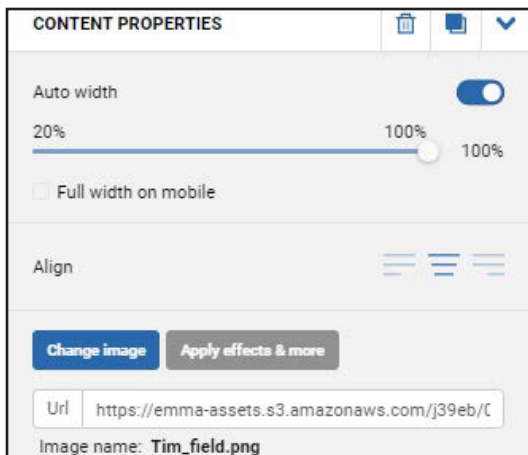 CONTENT PROPERTIES
Auto width
20% 100%
100%
Full width on mobile
Align
Change image Apply effects & more
Url https://emma-assets.s3.amazonaws.com/j39eb/
Image name: Tim_field.png